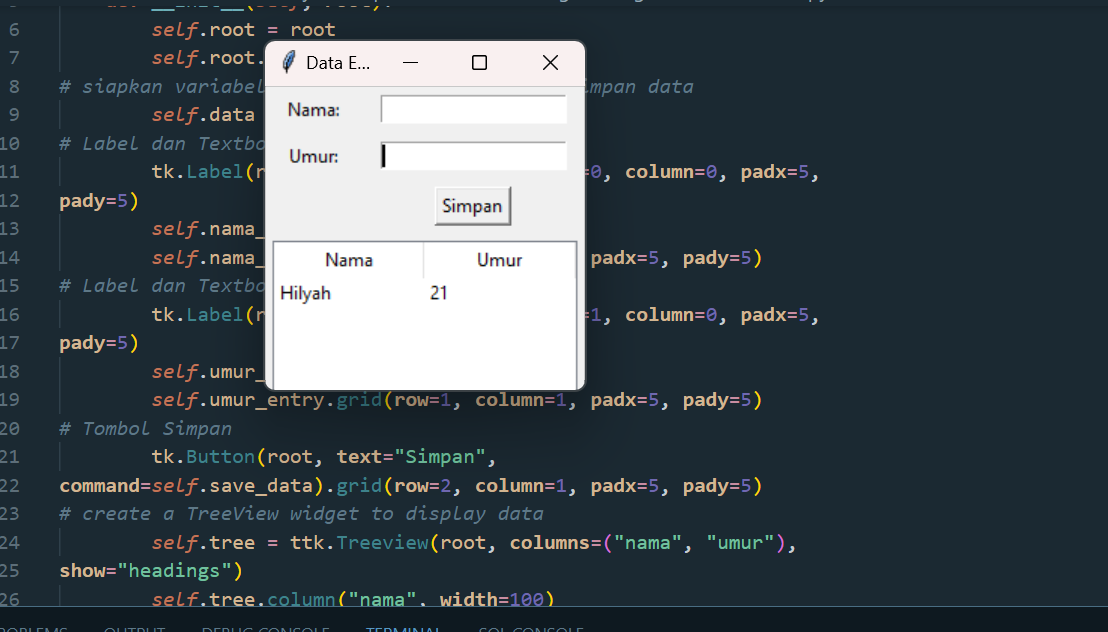 6 self.root = root
7 self.root.
8 # siapkan variabel mpan data
9 self.data
10 # Label dan Textbo
11 tk.Label(r =0, column=0, padx=5,
12 pady=5)
13 self.nama_
14 self.nama_ padx=5, pady=5)
15 # Label dan Textbo
16 tk.Label(r =1, column=0, padx=5,
17 pady=5)
18 self.umur_
19 self.umur_entry.grid(row=1, column=1, padx=5, pady=5)
20 # Tombol Simpan
21 tk.Button(root, text="Simpan",
22 command=self.save_data).grid(row=2, column=1, padx=5, pady=5)
23 # create a TreeView widget to display data
24 self.tree = ttk.Treeview(root, columns=("nama", "umur"),
25 show="headings")
26 self.tree.column("nama", width=100)
Data E...
Nama:
Umur:
Simpan
Nama Umur
Hilyah 21
OUTPUT DEBUG CONSOLE TERMINAL SQL CONSOLE